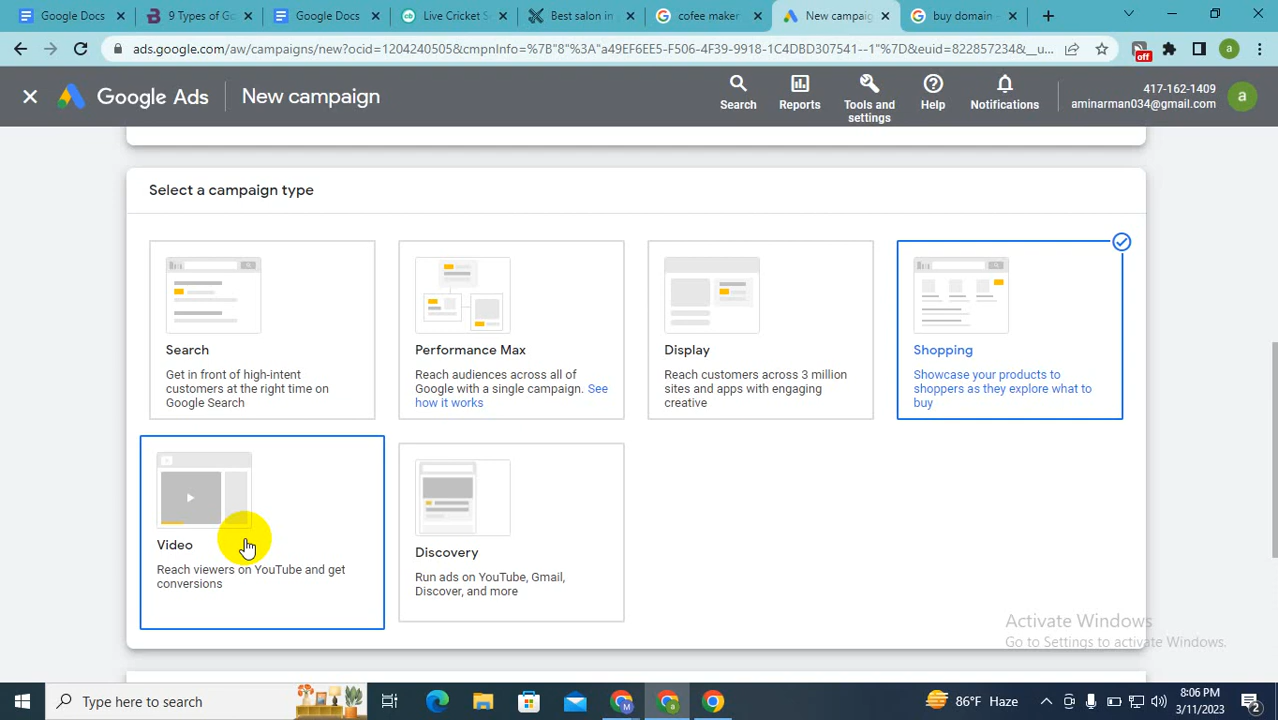 Google Docs
9 Types of Go
Google Docs
Live Cricket S
Best salon in
cofee maker
New campaig
buy domain -
ads.google.com/aw/campaigns/new?ocid=1204240505&cmpnInfo=%7B"8"%3A"a49EF6EE5-F506-4F39-9918-1C4DBD307541--1"%7D&euid=822857234&__u...
off
a
Google Ads
New campaign
Search
Reports
Tools and
settings
Help
Notifications
417-162-1409
aminarman034@gmail.com
a
Select a campaign type
Search
Get in front of high-intent
customers at the right time on
Google Search
Performance Max
Reach audiences across all of
Google with a single campaign. See
how it works
Display
Reach customers across 3 million
sites and apps with engaging
creative
Shopping
Showcase your products to
shoppers as they explore what to
buy
Video
Reach viewers on YouTube and get
conversions
Discovery
Run ads on YouTube, Gmail,
Discover, and more
Activate Windows
Go to Settings to activate Windows.
Type here to search
86°F Haze
8:06 PM
3/11/2023
2